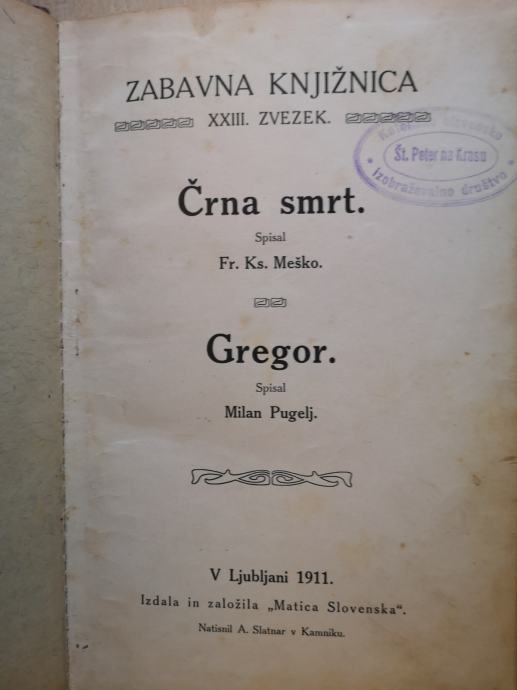 ZABAVNA KNJIŽNICA
XXIII. ZVEZEK.
slovensko
Št. Peter na Krasu
izobraževalno društvo
Črna smrt.
Spisal
Fr. Ks. Meško.
Gregor.
Spisal
Milan Pugelj.
V Ljubljani 1911.
Izdala in založila „Matica Slovenska“.
Natisnil A. Slatnar v Kamniku.